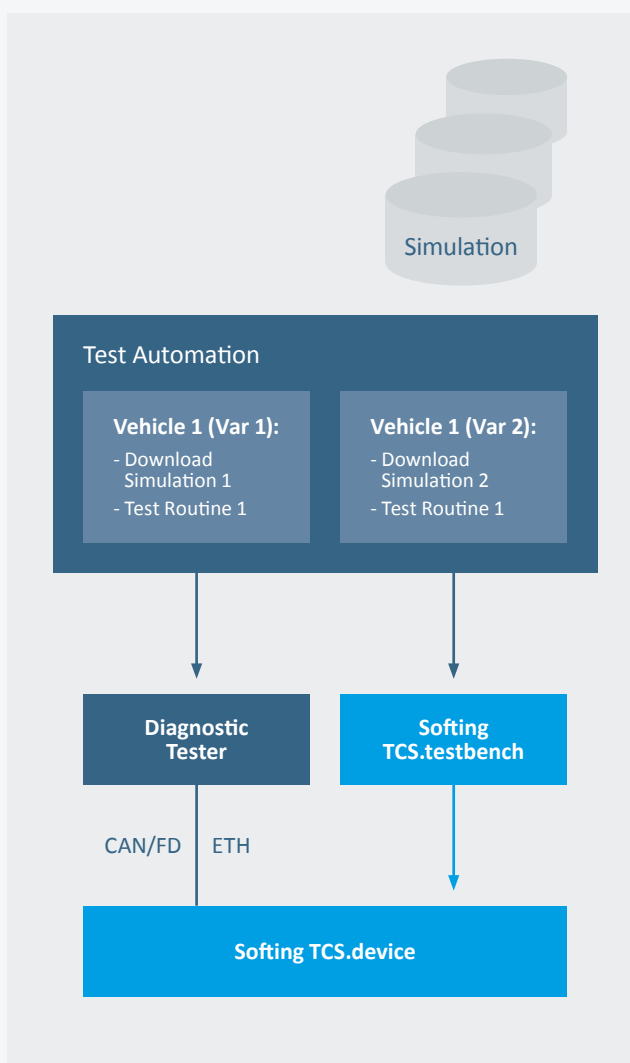 Simulation
Test Automation
Vehicle 1 (Var 1):
- Download
Simulation 1
- Test Routine 1
Vehicle 1 (Var 2):
- Download
Simulation 2
- Test Routine 1
Diagnostic
Tester
Softing
TCS.testbench
CAN/FD
ETH
Softing TCS.device